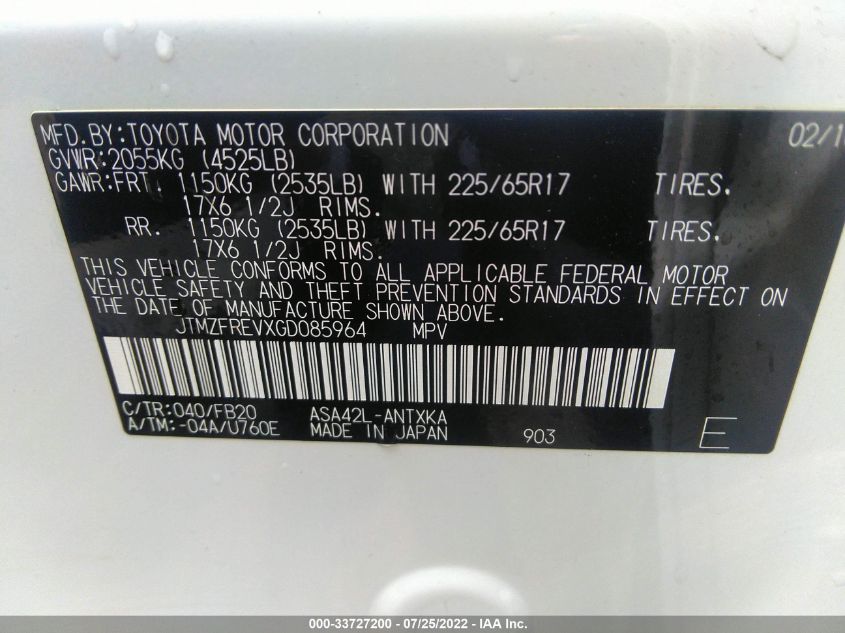 MFD.BY:TOYOTA MOTOR CORPORATION 02/1
GVWR:2055KG (4525LB)
GAWR:FRT. 1150KG (2535LB) WITH 225/65R17 TIRES.
17X6 1/2J RIMS.
RR. 1150KG (2535LB) WITH 225/65R17 TIRES.
17X6 1/2J RIMS.
THIS VEHICLE CONFORMS TO ALL APPLICABLE FEDERAL MOTOR
VEHICLE SAFETY AND THEFT PREVENTION STANDARDS IN EFFECT ON
THE DATE OF MANUFACTURE SHOWN ABOVE.
JTMZFREVXGD085964 MPV
C/TR:040/FB20 ASA42L-ANTXKA
A/TM:-04A/U760E MADE IN JAPAN 903 E
000-33727200 - 07/25/2022 - IAA Inc.